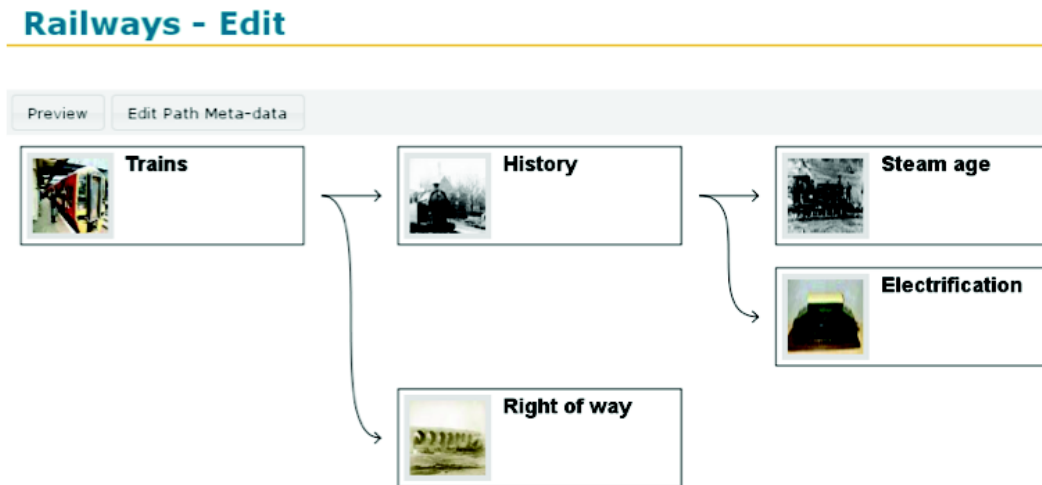 Railways - Edit
Preview
Edit Path Meta-data
Trains
History
Steam age
Electrification
Right of way